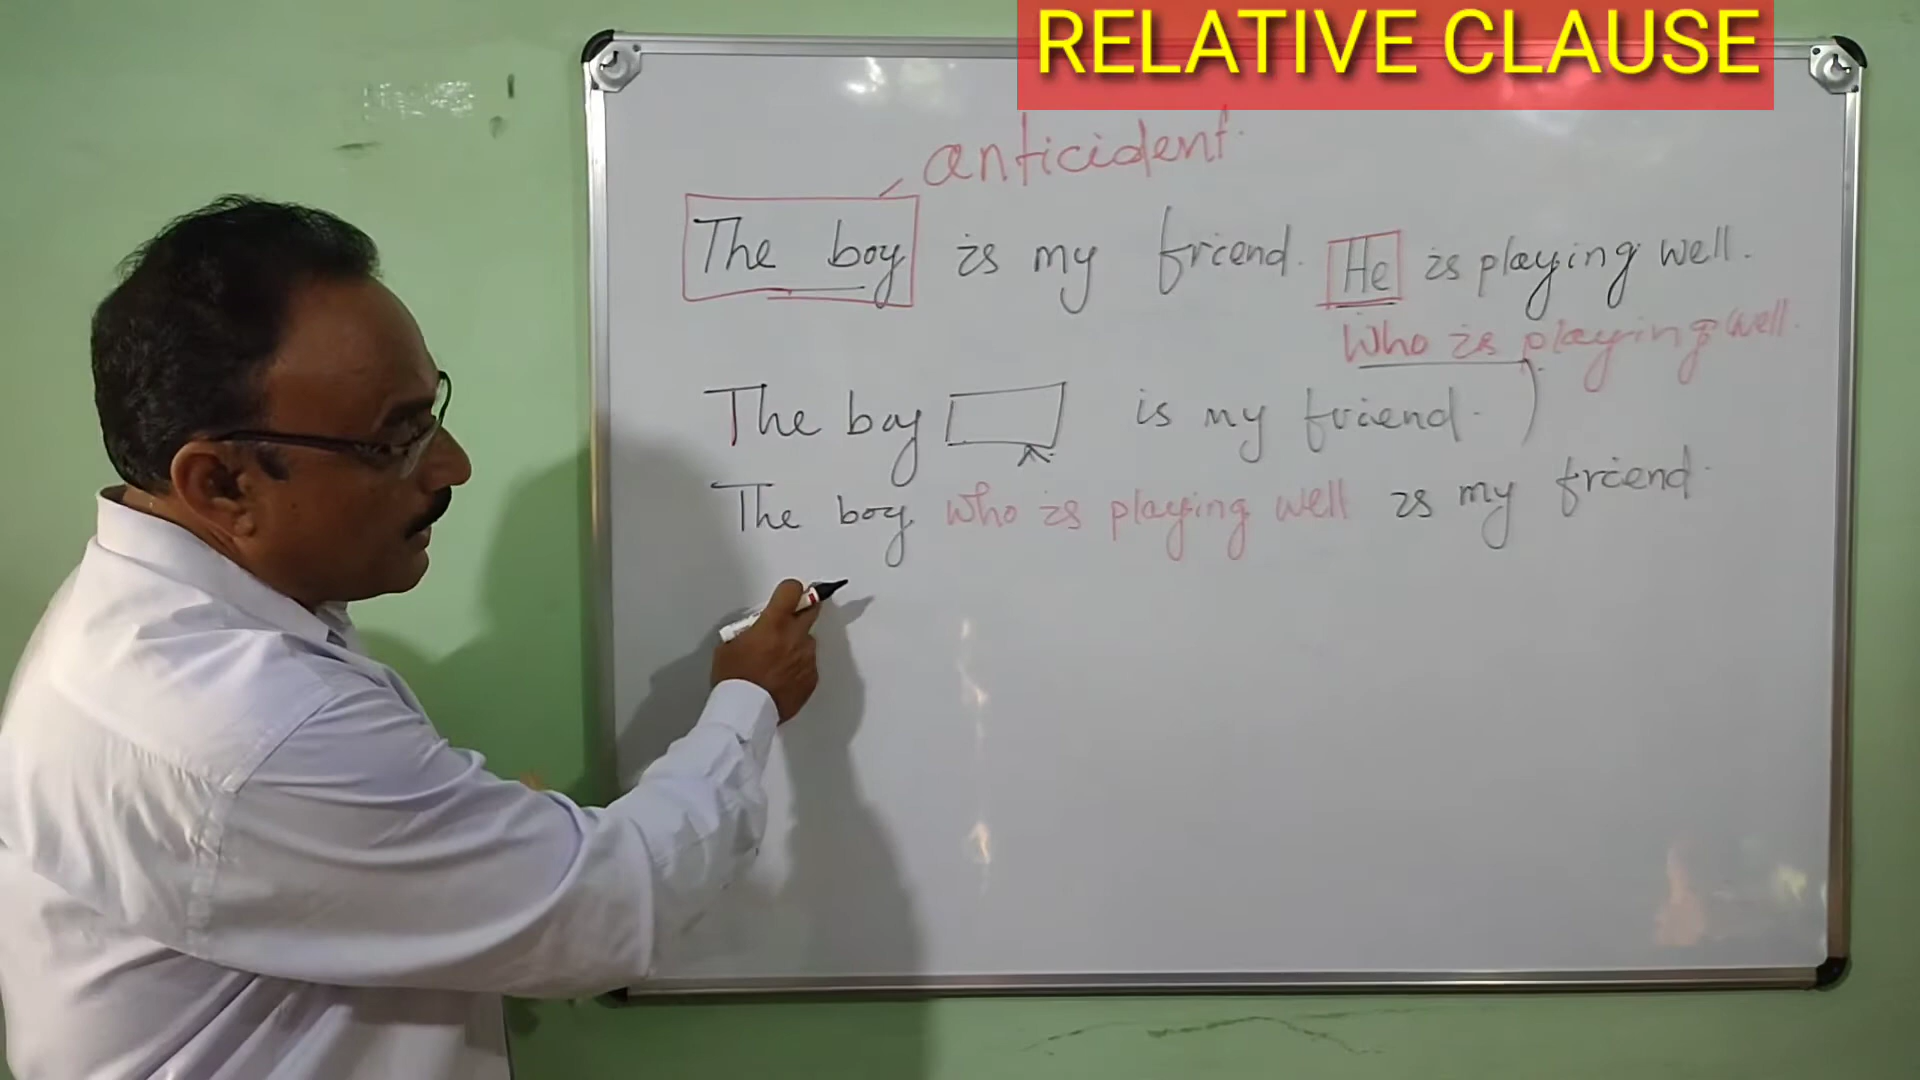 RELATIVE CLAUSE
anticident.
The boy is my friend. He is playing well.
Who is playing well.
The boy is my friend.
The boy who is playing well is my friend.